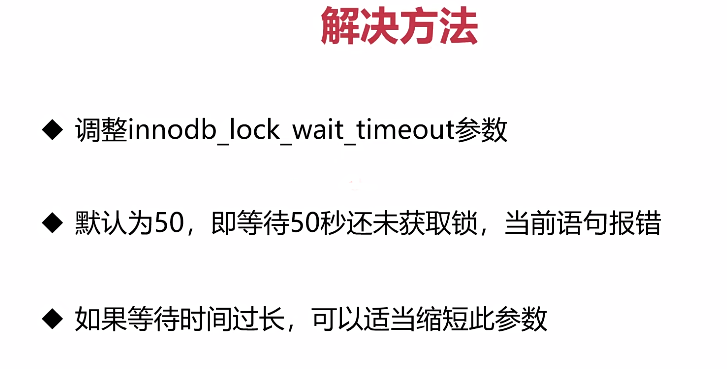 解决方法
◆ 调整innodb_lock_wait_timeout参数
◆ 默认为50，即等待50秒还未获取锁，当前语句报错
◆ 如果等待时间过长，可以适当缩短此参数